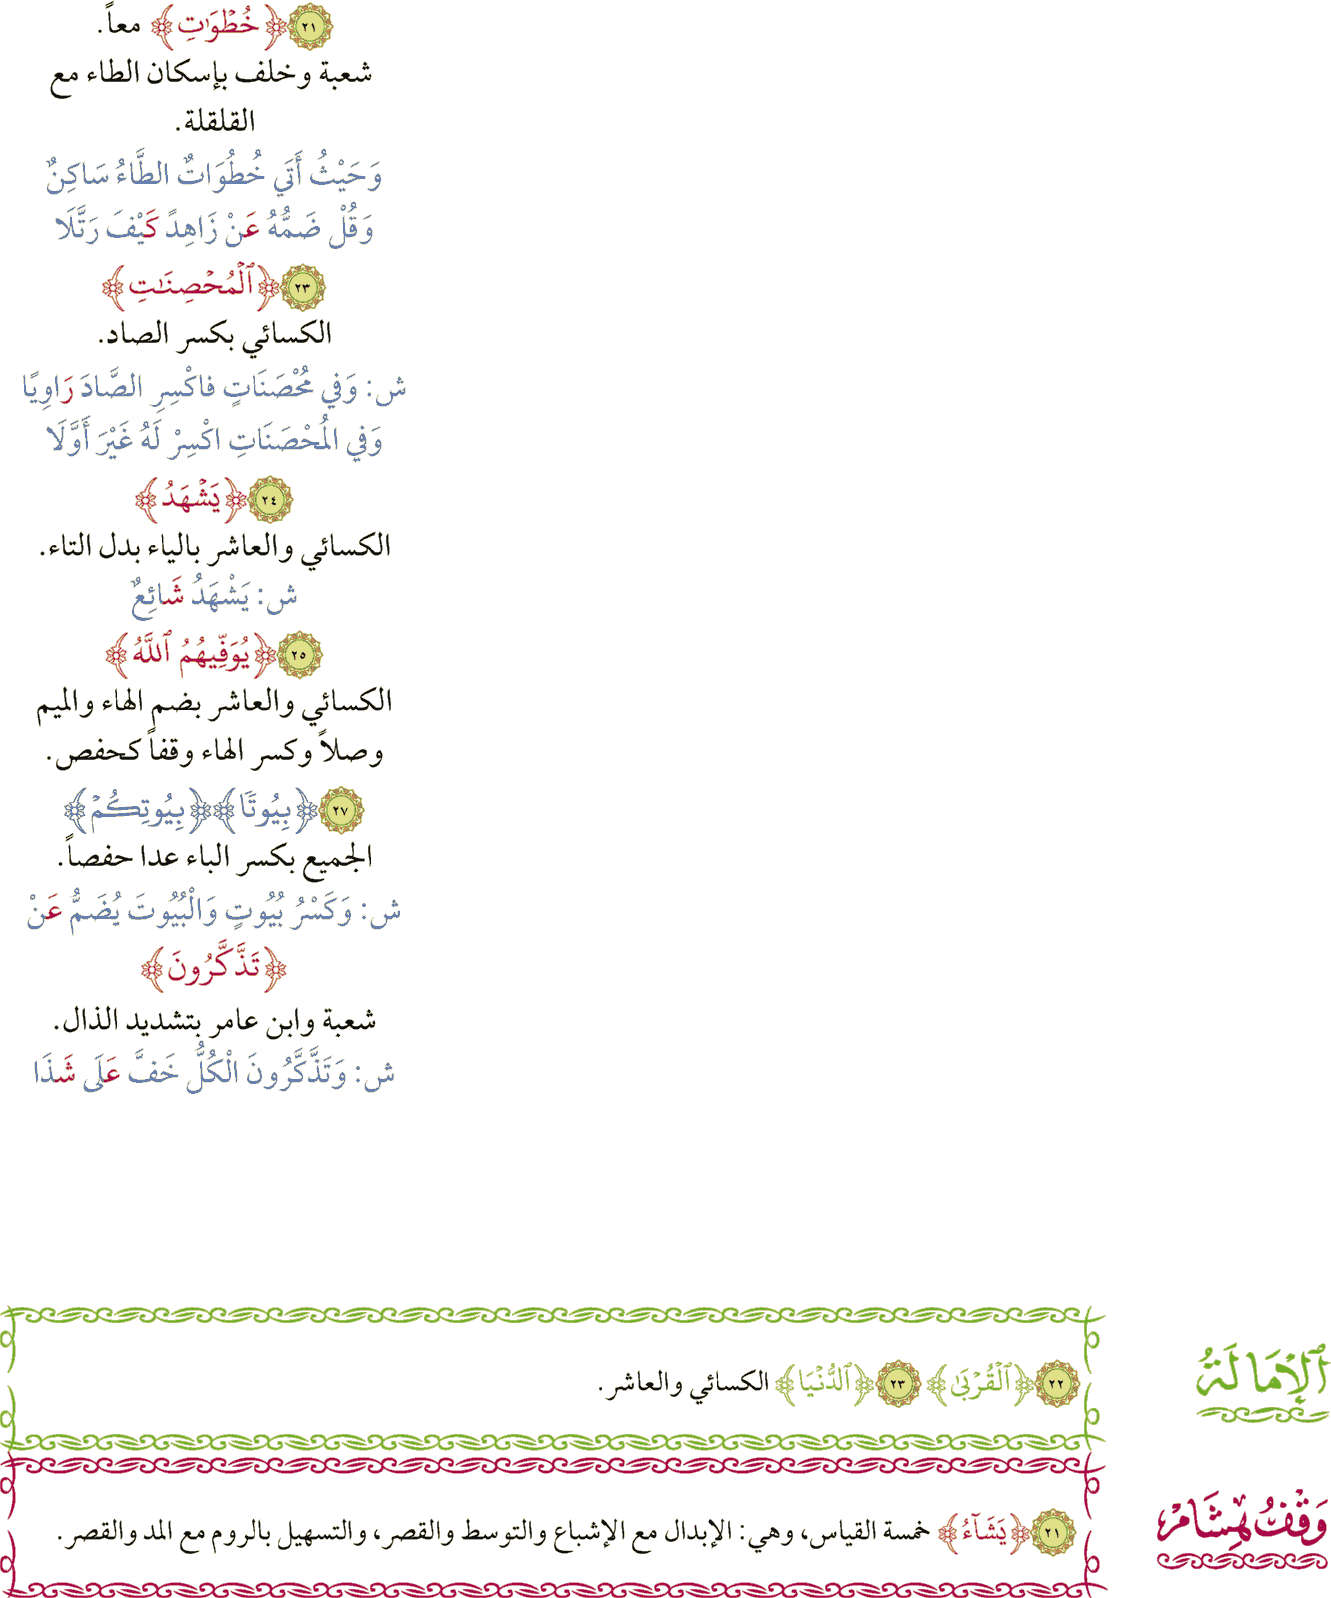 ٢١ ﴿خُطْوَٰتِ﴾ معاً.
شعبة وخلف بإسكان الطاء مع
القلقلة.
وَحَيْثُ أَتَى خُطُوَاتٌ الطَّاءُ سَاكِنٌ
وَقُلْ ضَمُّهُ عَنْ زَاهِدً كَيْفَ رَتَّلَا
٢٣ ﴿ٱلْمُحْصِنَٰتِ﴾
الكسائي بكسر الصاد.
ش: وَفِي مُحْصَنَاتٍ فاكْسِرِ الصَّادَ رَاوِيًا
وَفِي المُحْصَنَاتِ اكْسِرْ لَهُ غَيْرَ أَوَّلَا
٢٤ ﴿يَشْهَدُ﴾
الكسائي والعاشر بالياء بدل التاء.
ش: يَشْهَدُ شَائِعٌ
٢٥ ﴿يُوَفِّيهُمُ ٱللَّهُ﴾
الكسائي والعاشر بضم الهاء والميم
وصلاً وكسر الهاء وقفاً كحفص.
٢٧ ﴿بِيُوتًا﴾ ﴿بِيُوتِكُمْ﴾
الجميع بكسر الباء عدا حفصاً.
ش: وَكَسْرُ بُيُوتٍ وَالْبُيُوتَ يُضَمُّ عَنْ
﴿تَذَّكَّرُونَ﴾
شعبة وابن عامر بتشديد الذال.
ش: وَتَذَّكَّرُونَ الْكُلُّ خَفَّ عَلَى شَذَا
ٱلْإِمَالَةُ
٢٢ ﴿ٱلْقُرْبَىٰ﴾ ٢٣ ﴿ٱلدُّنْيَا﴾ الكسائي والعاشر.
وَقْفُ هِشَامْ
٢١ ﴿يَشَآءُ﴾ خمسة القياس، وهي: الإبدال مع الإشباع والتوسط والقصر، والتسهيل بالروم مع المد والقصر.